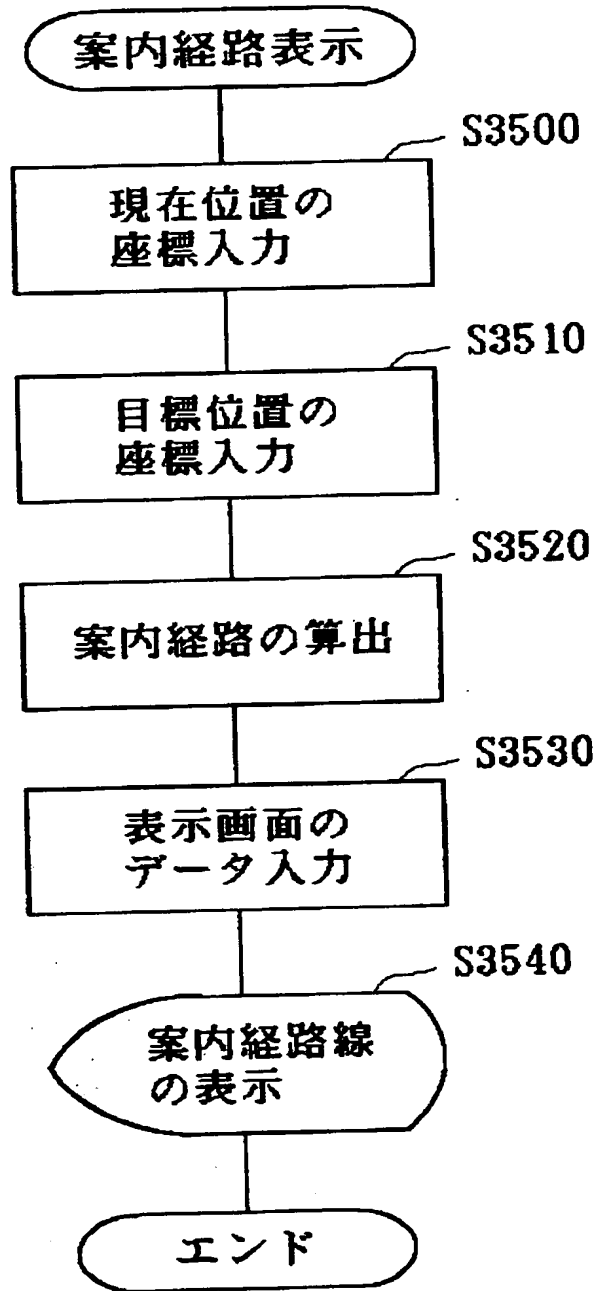 案内経路表示
S3500
現在位置の
座標入力
S3510
目標位置の
座標入力
S3520
案内経路の算出
S3530
表示画面の
データ入力
S3540
案内経路線
の表示
エンド